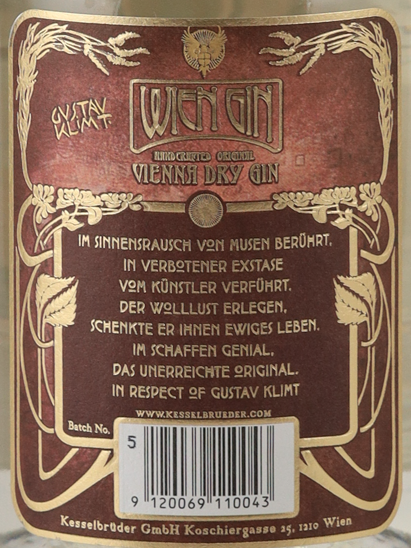 GUSTAV
KLIMT
WIEN GIN
HANDCRAFTED ORIGINAL
VIENNA DRY GIN
IM SINNENSRAUSCH VON MUSEN BERÜHRT,
IN VERBOTENER EXSTASE
VOM KÜNSTLER VERFÜHRT.
DER WOLLLUST ERLEGEN,
SCHENKTE ER IHNEN EWIGES LEBEN.
IM SCHAFFEN GENIAL,
DAS UNERREICHTE ORIGINAL.
IN RESPECT OF GUSTAV KLIMT
WWW.KESSELBRUEDER.COM
Batch No.
9 120069 110043 5
Kesselbrüder GmbH Koschiergasse 25, 1210 Wien